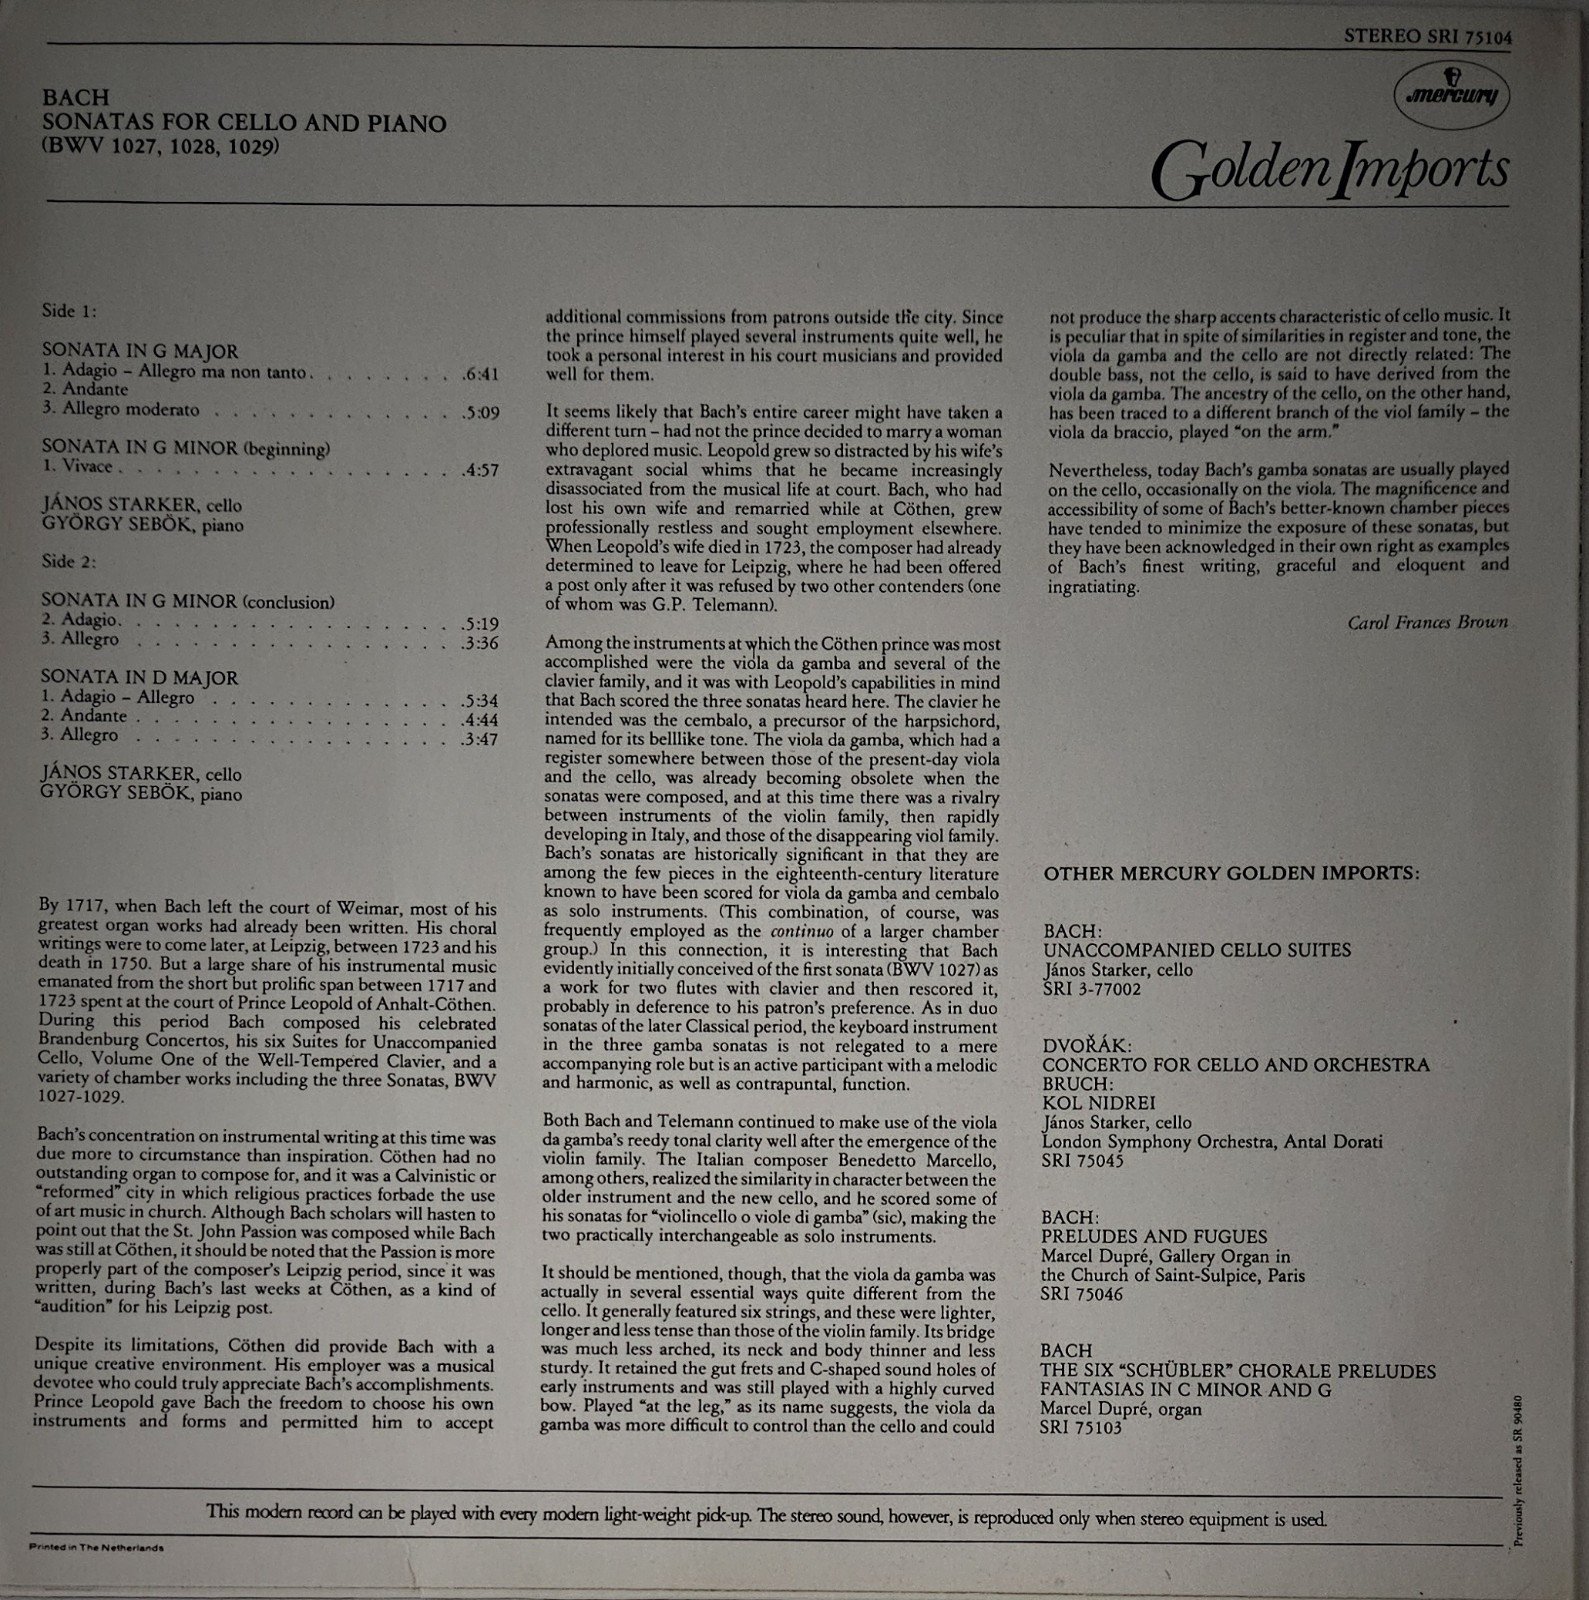 STEREO SRI 75104
mercury
Golden Imports
BACH
SONATAS FOR CELLO AND PIANO
(BWV 1027, 1028, 1029)
Side 1:
SONATA IN G MAJOR
1. Adagio – Allegro ma non tanto. . . . . . . . .6:41
2. Andante
3. Allegro moderato . . . . . . . . . . . . .5:09
SONATA IN G MINOR (beginning)
1. Vivace. . . . . . . . . . . . . . . . . . .4:57
JÁNOS STARKER, cello
GYÖRGY SEBÖK, piano
Side 2:
SONATA IN G MINOR (conclusion)
2. Adagio. . . . . . . . . . . . . . . . . . .5:19
3. Allegro . . . . . . . . . . . . . . . . . .3:36
SONATA IN D MAJOR
1. Adagio – Allegro . . . . . . . . . . . . . .5:34
2. Andante . . . . . . . . . . . . . . . . . .4:44
3. Allegro . . . . . . . . . . . . . . . . . .3:47
JÁNOS STARKER, cello
GYÖRGY SEBÖK, piano
By 1717, when Bach left the court of Weimar, most of his
greatest organ works had already been written. His choral
writings were to come later, at Leipzig, between 1723 and his
death in 1750. But a large share of his instrumental music
emanated from the short but prolific span between 1717 and
1723 spent at the court of Prince Leopold of Anhalt-Cöthen.
During this period Bach composed his celebrated
Brandenburg Concertos, his six Suites for Unaccompanied
Cello, Volume One of the Well-Tempered Clavier, and a
variety of chamber works including the three Sonatas, BWV
1027-1029.
Bach's concentration on instrumental writing at this time was
due more to circumstance than inspiration. Cöthen had no
outstanding organ to compose for, and it was a Calvinistic or
“reformed” city in which religious practices forbade the use
of art music in church. Although Bach scholars will hasten to
point out that the St. John Passion was composed while Bach
was still at Cöthen, it should be noted that the Passion is more
properly part of the composer's Leipzig period, since it was
written, during Bach's last weeks at Cöthen, as a kind of
“audition” for his Leipzig post.
Despite its limitations, Cöthen did provide Bach with a
unique creative environment. His employer was a musical
devotee who could truly appreciate Bach's accomplishments.
Prince Leopold gave Bach the freedom to choose his own
instruments and forms and permitted him to accept
additional commissions from patrons outside the city. Since
the prince himself played several instruments quite well, he
took a personal interest in his court musicians and provided
well for them.
It seems likely that Bach's entire career might have taken a
different turn – had not the prince decided to marry a woman
who deplored music. Leopold grew so distracted by his wife's
extravagant social whims that he became increasingly
disassociated from the musical life at court. Bach, who had
lost his own wife and remarried while at Cöthen, grew
professionally restless and sought employment elsewhere.
When Leopold's wife died in 1723, the composer had already
determined to leave for Leipzig, where he had been offered
a post only after it was refused by two other contenders (one
of whom was G.P. Telemann).
Among the instruments at which the Cöthen prince was most
accomplished were the viola da gamba and several of the
clavier family, and it was with Leopold's capabilities in mind
that Bach scored the three sonatas heard here. The clavier he
intended was the cembalo, a precursor of the harpsichord,
named for its belllike tone. The viola da gamba, which had a
register somewhere between those of the present-day viola
and the cello, was already becoming obsolete when the
sonatas were composed, and at this time there was a rivalry
between instruments of the violin family, then rapidly
developing in Italy, and those of the disappearing viol family.
Bach's sonatas are historically significant in that they are
among the few pieces in the eighteenth-century literature
known to have been scored for viola da gamba and cembalo
as solo instruments. (This combination, of course, was
frequently employed as the continuo of a larger chamber
group.) In this connection, it is interesting that Bach
evidently initially conceived of the first sonata (BWV 1027) as
a work for two flutes with clavier and then rescored it,
probably in deference to his patron's preference. As in duo
sonatas of the later Classical period, the keyboard instrument
in the three gamba sonatas is not relegated to a mere
accompanying role but is an active participant with a melodic
and harmonic, as well as contrapuntal, function.
Both Bach and Telemann continued to make use of the viola
da gamba's reedy tonal clarity well after the emergence of the
violin family. The Italian composer Benedetto Marcello,
among others, realized the similarity in character between the
older instrument and the new cello, and he scored some of
his sonatas for “violincello o viole di gamba” (sic), making the
two practically interchangeable as solo instruments.
It should be mentioned, though, that the viola da gamba was
actually in several essential ways quite different from the
cello. It generally featured six strings, and these were lighter,
longer and less tense than those of the violin family. Its bridge
was much less arched, its neck and body thinner and less
sturdy. It retained the gut frets and C-shaped sound holes of
early instruments and was still played with a highly curved
bow. Played “at the leg,” as its name suggests, the viola da
gamba was more difficult to control than the cello and could
not produce the sharp accents characteristic of cello music. It
is peculiar that in spite of similarities in register and tone, the
viola da gamba and the cello are not directly related: The
double bass, not the cello, is said to have derived from the
viola da gamba. The ancestry of the cello, on the other hand,
has been traced to a different branch of the viol family – the
viola da braccio, played “on the arm.”
Nevertheless, today Bach's gamba sonatas are usually played
on the cello, occasionally on the viola. The magnificence and
accessibility of some of Bach's better-known chamber pieces
have tended to minimize the exposure of these sonatas, but
they have been acknowledged in their own right as examples
of Bach's finest writing, graceful and eloquent and
ingratiating.
Carol Frances Brown
OTHER MERCURY GOLDEN IMPORTS:
BACH:
UNACCOMPANIED CELLO SUITES
János Starker, cello
SRI 3-77002
DVOŘÁK:
CONCERTO FOR CELLO AND ORCHESTRA
BRUCH:
KOL NIDREI
János Starker, cello
London Symphony Orchestra, Antal Dorati
SRI 75045
BACH:
PRELUDES AND FUGUES
Marcel Dupré, Gallery Organ in
the Church of Saint-Sulpice, Paris
SRI 75046
BACH
THE SIX “SCHÜBLER” CHORALE PRELUDES
FANTASIAS IN C MINOR AND G
Marcel Dupré, organ
SRI 75103
Previously released as SR 90480
This modern record can be played with every modern light-weight pick-up. The stereo sound, however, is reproduced only when stereo equipment is used.
Printed in The Netherlands